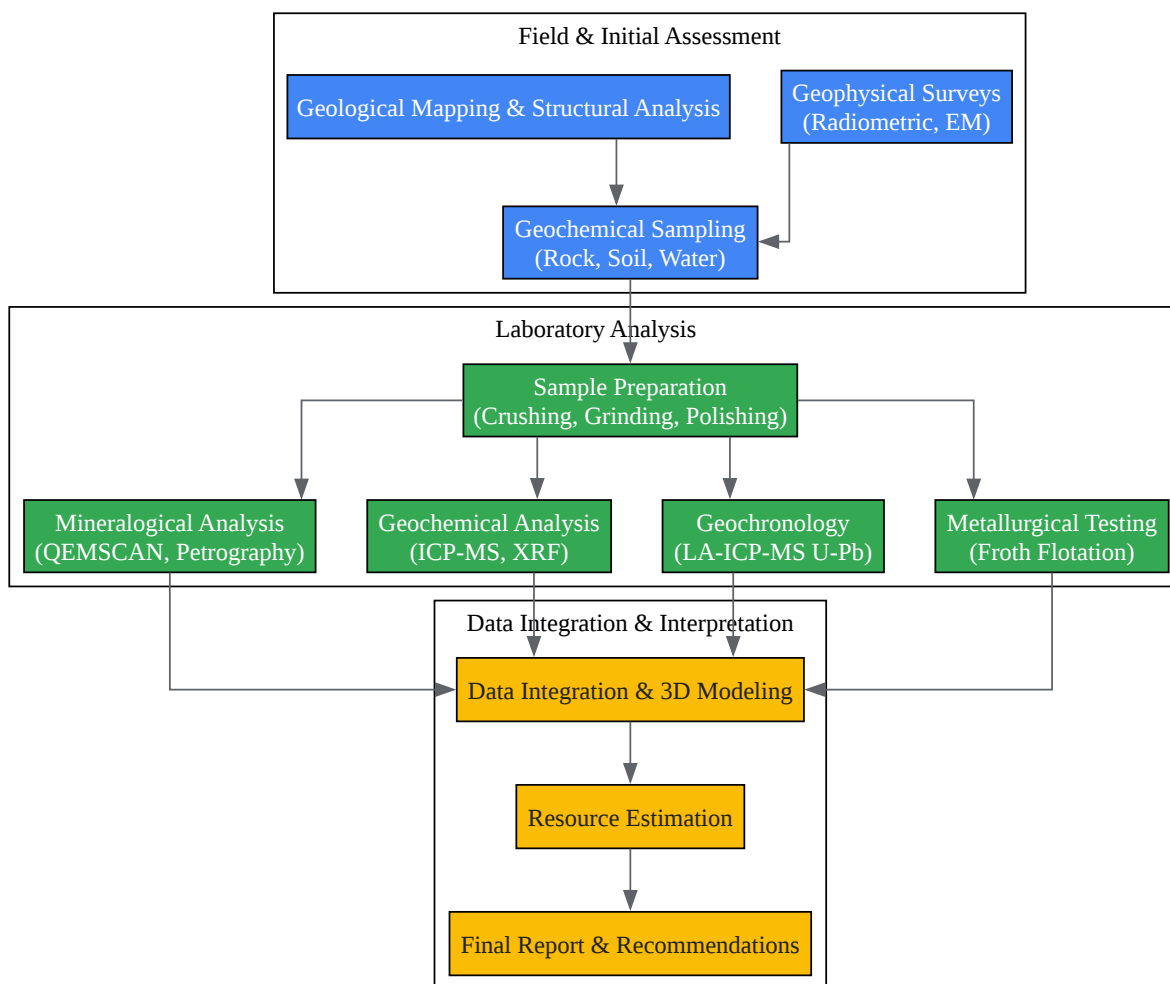 Field & Initial Assessment
Geological Mapping & Structural Analysis
Geophysical Surveys
(Radiometric, EM)
Geochemical Sampling
(Rock, Soil, Water)
Laboratory Analysis
Sample Preparation
(Crushing, Grinding, Polishing)
Mineralogical Analysis
(QEMSCAN, Petrography)
Geochemical Analysis
(ICP-MS, XRF)
Geochronology
(LA-ICP-MS U-Pb)
Metallurgical Testing
(Froth Flotation)
Data Integration & Interpretation
Data Integration & 3D Modeling
Resource Estimation
Final Report & Recommendations